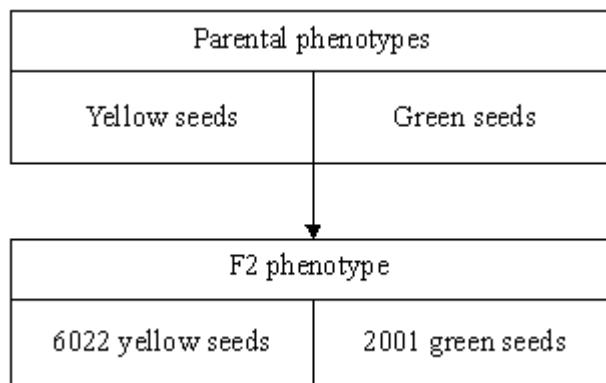 Parental phenotypes
Yellow seeds
Green seeds
F2 phenotype
6022 yellow seeds
2001 green seeds